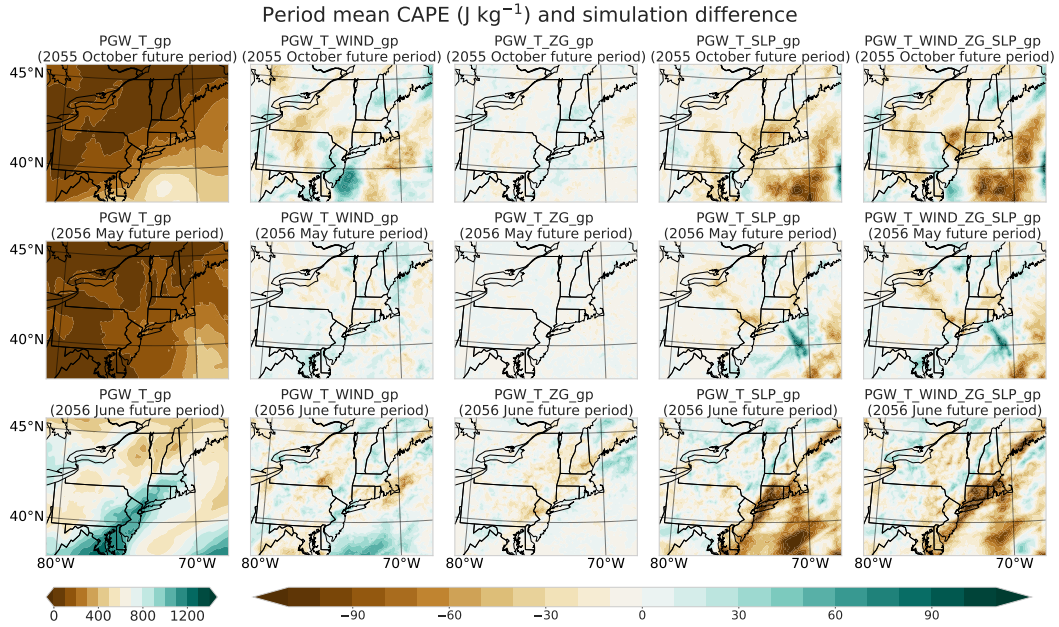 Period mean CAPE (J kg⁻¹) and simulation difference
PGW_T_gp
(2055 October future period)
PGW_T_WIND_gp
(2055 October future period)
PGW_T_ZG_gp
(2055 October future period)
PGW_T_SLP_gp
(2055 October future period)
PGW_T_WIND_ZG_SLP_gp
(2055 October future period)
45°N
40°N
PGW_T_gp
(2056 May future period)
PGW_T_WIND_gp
(2056 May future period)
PGW_T_ZG_gp
(2056 May future period)
PGW_T_SLP_gp
(2056 May future period)
PGW_T_WIND_ZG_SLP_gp
(2056 May future period)
45°N
40°N
PGW_T_gp
(2056 June future period)
PGW_T_WIND_gp
(2056 June future period)
PGW_T_ZG_gp
(2056 June future period)
PGW_T_SLP_gp
(2056 June future period)
PGW_T_WIND_ZG_SLP_gp
(2056 June future period)
45°N
40°N
80°W 70°W 80°W 70°W 80°W 70°W 80°W 70°W 80°W 70°W
0 400 800 1200
−90 −60 −30 0 30 60 90